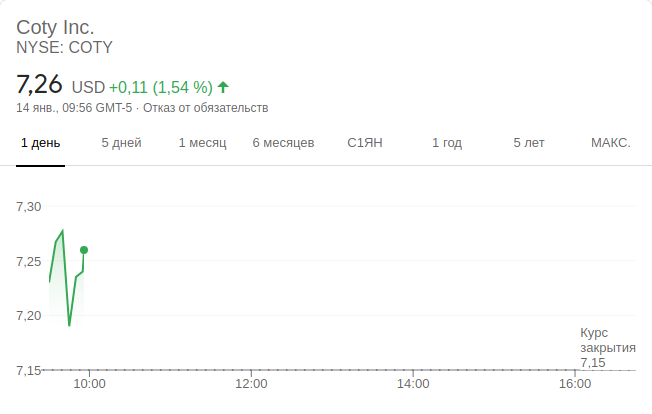 Coty Inc.
NYSE: COTY
7,26 USD +0,11 (1,54 %)
14 янв., 09:56 GMT-5 · Отказ от обязательств
1 день 5 дней 1 месяц 6 месяцев С1ЯН 1 год 5 лет МАКС.
7,30
7,25
7,20
Курс
закрытия
7,15
7,15
10:00 12:00 14:00 16:00